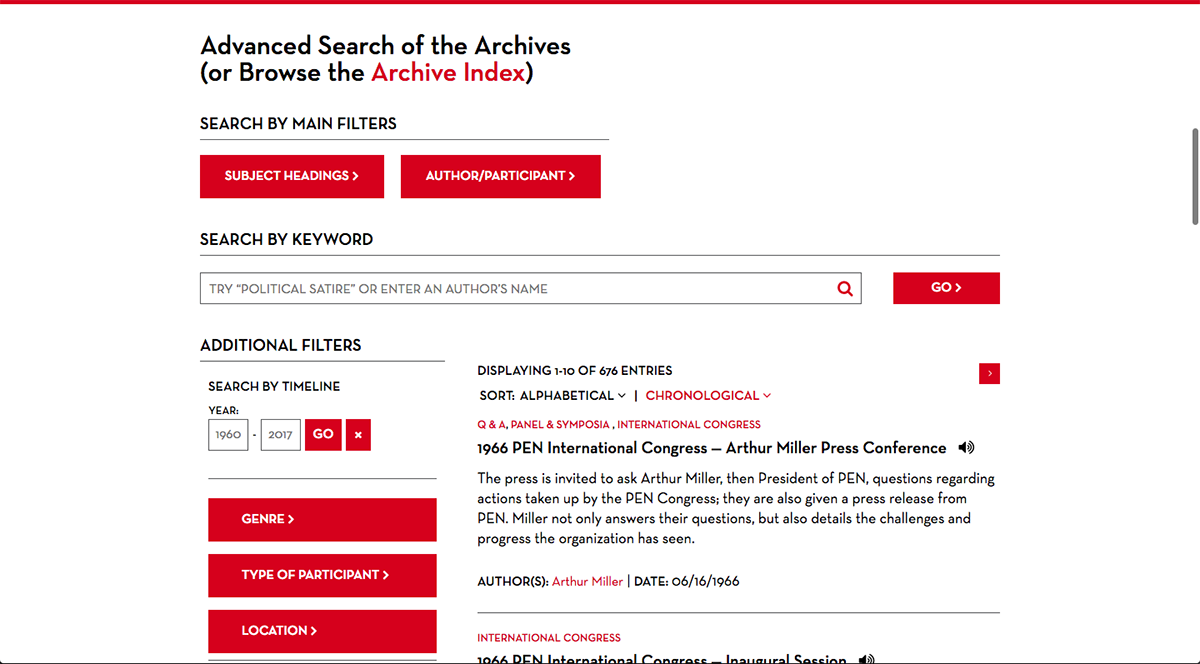 Advanced Search of the Archives
(or Browse the Archive Index)
SEARCH BY MAIN FILTERS
SUBJECT HEADINGS >
AUTHOR/PARTICIPANT >
SEARCH BY KEYWORD
TRY “POLITICAL SATIRE” OR ENTER AN AUTHOR’S NAME
GO >
ADDITIONAL FILTERS
SEARCH BY TIMELINE
YEAR:
1960 - 2017 GO ×
GENRE >
TYPE OF PARTICIPANT >
LOCATION >
DISPLAYING 1-10 OF 676 ENTRIES
>
SORT: ALPHABETICAL | CHRONOLOGICAL
Q & A, PANEL & SYMPOSIA , INTERNATIONAL CONGRESS
1966 PEN International Congress — Arthur Miller Press Conference
The press is invited to ask Arthur Miller, then President of PEN, questions regarding
actions taken up by the PEN Congress; they are also given a press release from
PEN. Miller not only answers their questions, but also details the challenges and
progress the organization has seen.
AUTHOR(S): Arthur Miller | DATE: 06/16/1966
INTERNATIONAL CONGRESS
1966 PEN International Congress — Inaugural Session